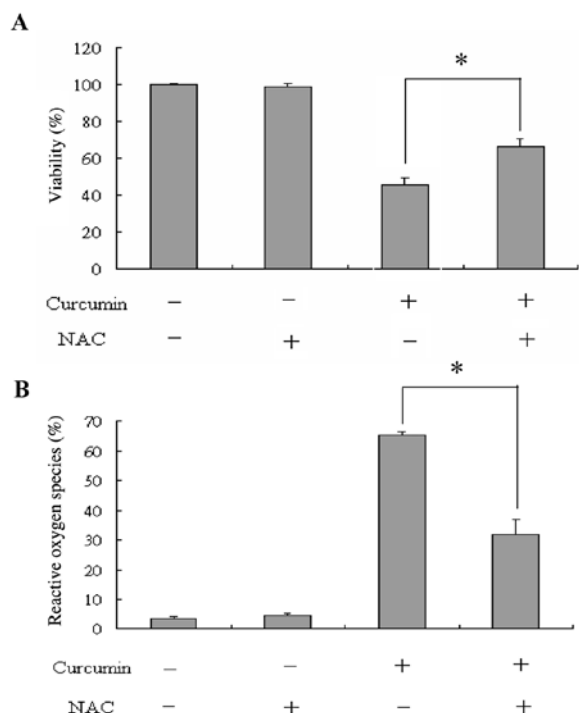 A
120
100
80
60
40
20
0
Viability (%)
*
Curcumin − − + +
NAC − + − +
B
70
60
50
40
30
20
10
0
Reactive oxygen species (%)
*
Curcumin − − + +
NAC − + − +